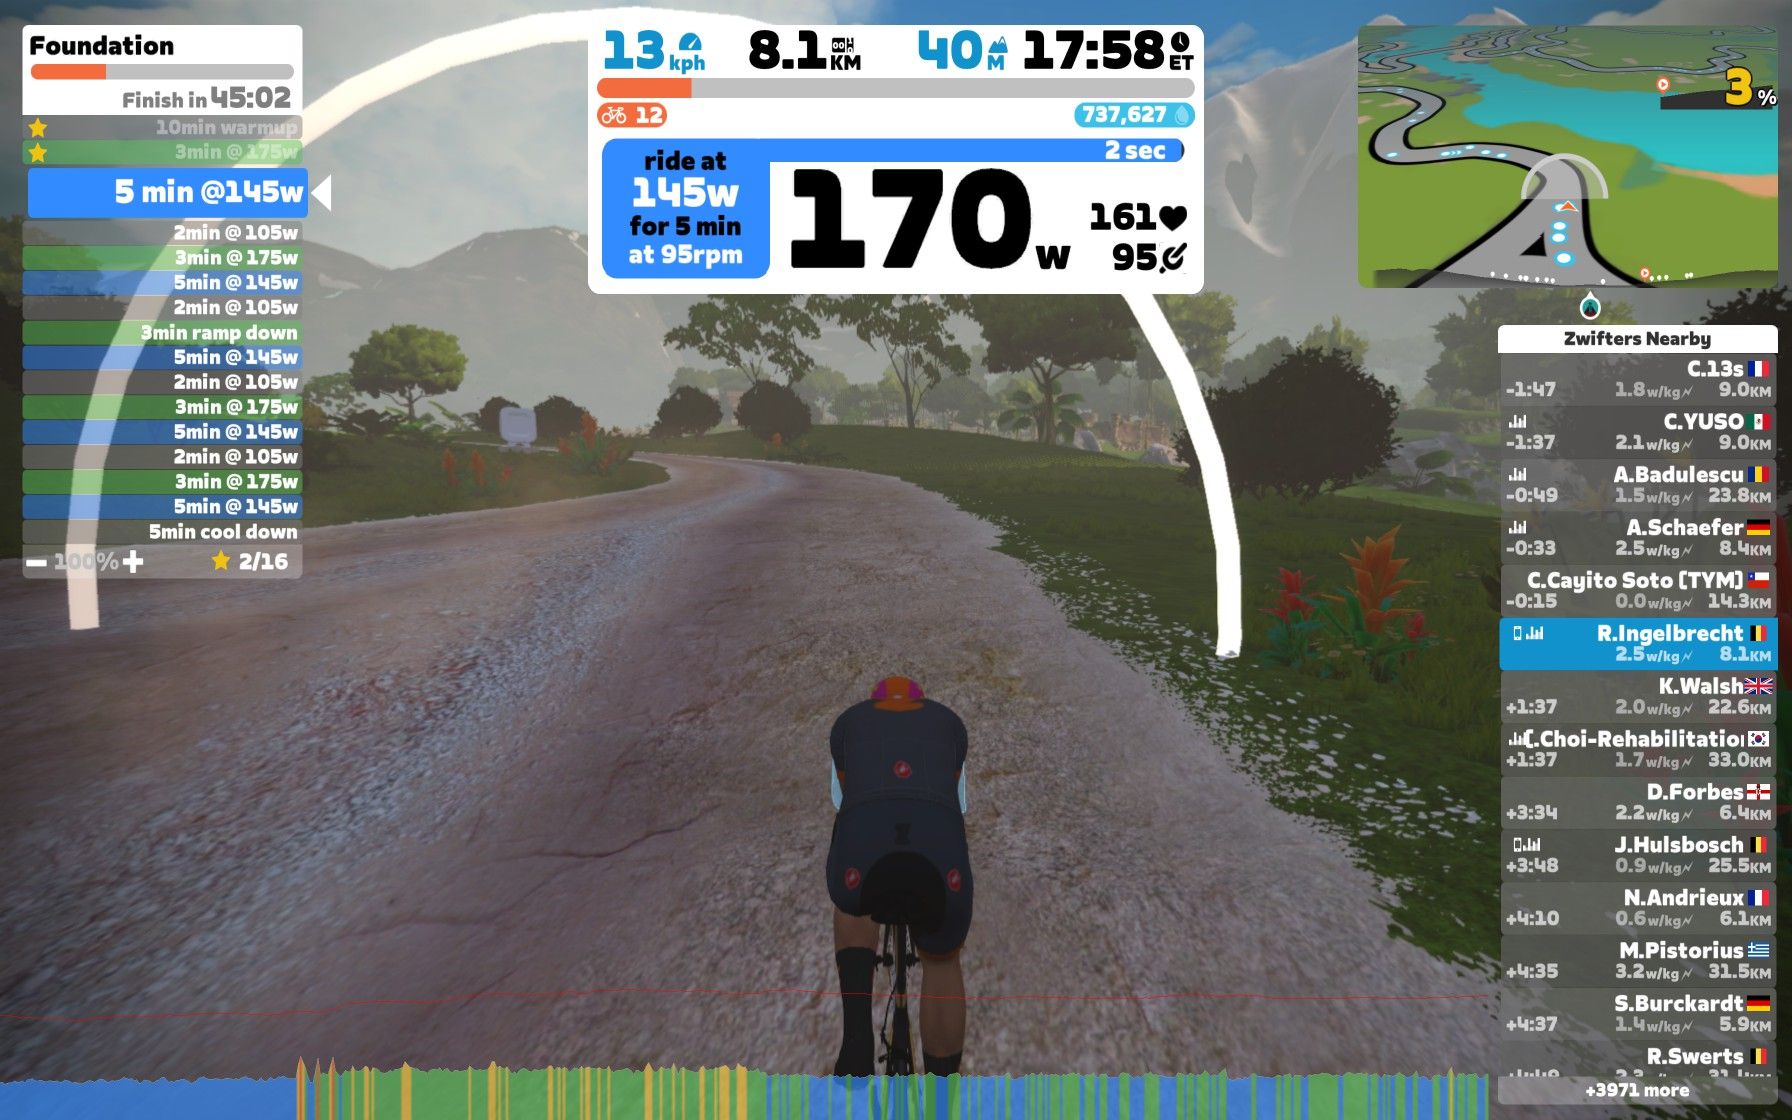 Foundation
Finish in 45:02
10min warmup
3min @ 175w
5 min @145w
2min @ 105w
3min @ 175w
5min @ 145w
2min @ 105w
3min ramp down
5min @ 145w
2min @ 105w
3min @ 175w
5min @ 145w
2min @ 105w
3min @ 175w
5min @ 145w
5min cool down
100% 2/16
13 kph 8.1 KM 40 M 17:58 ET
12 737,627
2 sec
ride at
145w
for 5 min
at 95rpm
170 w
161
95
3 %
Zwifters Nearby
C.13s
-1:47 1.8w/kg 9.0KM
C.YUSO
-1:37 2.1w/kg 9.0KM
A.Badulescu
-0:49 1.5w/kg 23.8KM
A.Schaefer
-0:33 2.5w/kg 8.4KM
C.Cayito Soto (TYM)
-0:15 0.0w/kg 14.3KM
R.Ingelbrecht
2.5w/kg 8.1KM
K.Walsh
+1:37 2.0w/kg 22.6KM
C.Choi-Rehabilitatio
+1:37 1.7w/kg 33.0KM
D.Forbes
+3:34 2.2w/kg 6.4KM
J.Hulsbosch
+3:48 0.9w/kg 25.5KM
N.Andrieux
+4:10 0.6w/kg 6.1KM
M.Pistorius
+4:35 3.2w/kg 31.5KM
S.Burckardt
+4:37 1.4w/kg 5.9KM
R.Swerts
+3971 more